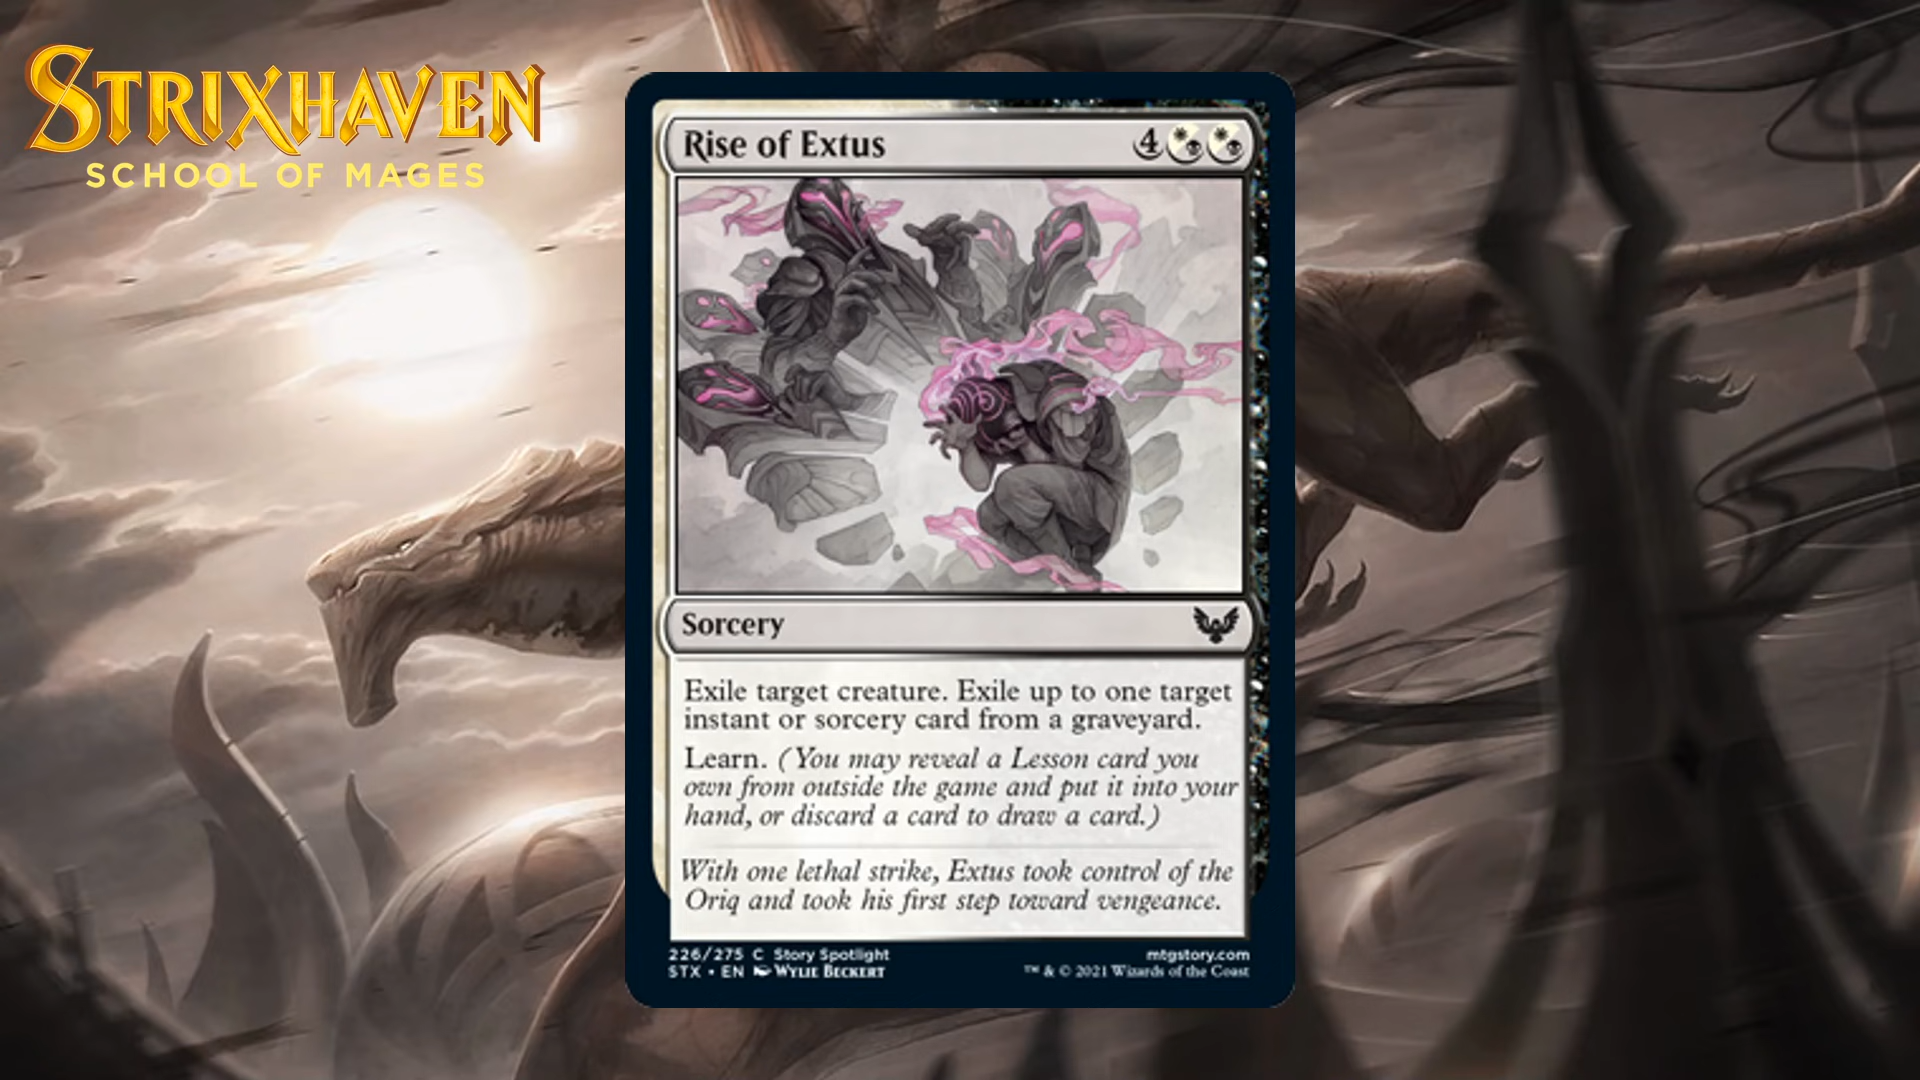 STRIXHAVEN
SCHOOL OF MAGES
Rise of Extus
4
Sorcery
Exile target creature. Exile up to one target
instant or sorcery card from a graveyard.
Learn. (You may reveal a Lesson card you
own from outside the game and put it into your
hand, or discard a card to draw a card.)
With one lethal strike, Extus took control of the
Oriq and took his first step toward vengeance.
226/275 C Story Spotlight
STX • EN WYLIE BECKERT
mtgstory.com
™ & © 2021 Wizards of the Coast